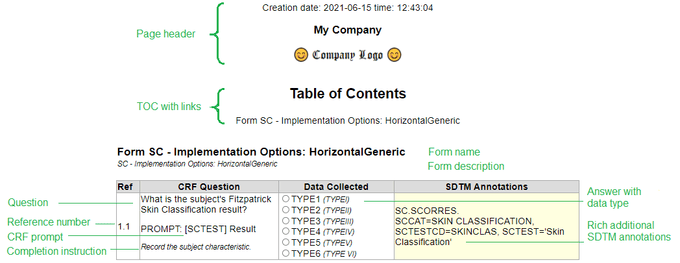 Creation date: 2021-06-15 time: 12:43:04
Page header
My Company
Company Logo
Table of Contents
TOC with links
Form SC - Implementation Options: HorizontalGeneric
Form SC - Implementation Options: HorizontalGeneric
Form name
SC - Implementation Options: HorizontalGeneric
Form description
Ref
CRF Question
Data Collected
SDTM Annotations
Question
What is the subject's Fitzpatrick
Skin Classification result?
Reference number
1.1
CRF prompt
PROMPT: [SCTEST] Result
Completion instruction
Record the subject characteristic.
TYPE1 (TYPEI)
TYPE2 (TYPEII)
TYPE3 (TYPEIII)
TYPE4 (TYPEIV)
TYPE5 (TYPEV)
TYPE6 (TYPE VI)
SC.SCORRES.
SCCAT=SKIN CLASSIFICATION,
SCTESTCD=SKINCLAS, SCTEST='Skin
Classification'
Answer with
data type
Rich additional
SDTM annotations